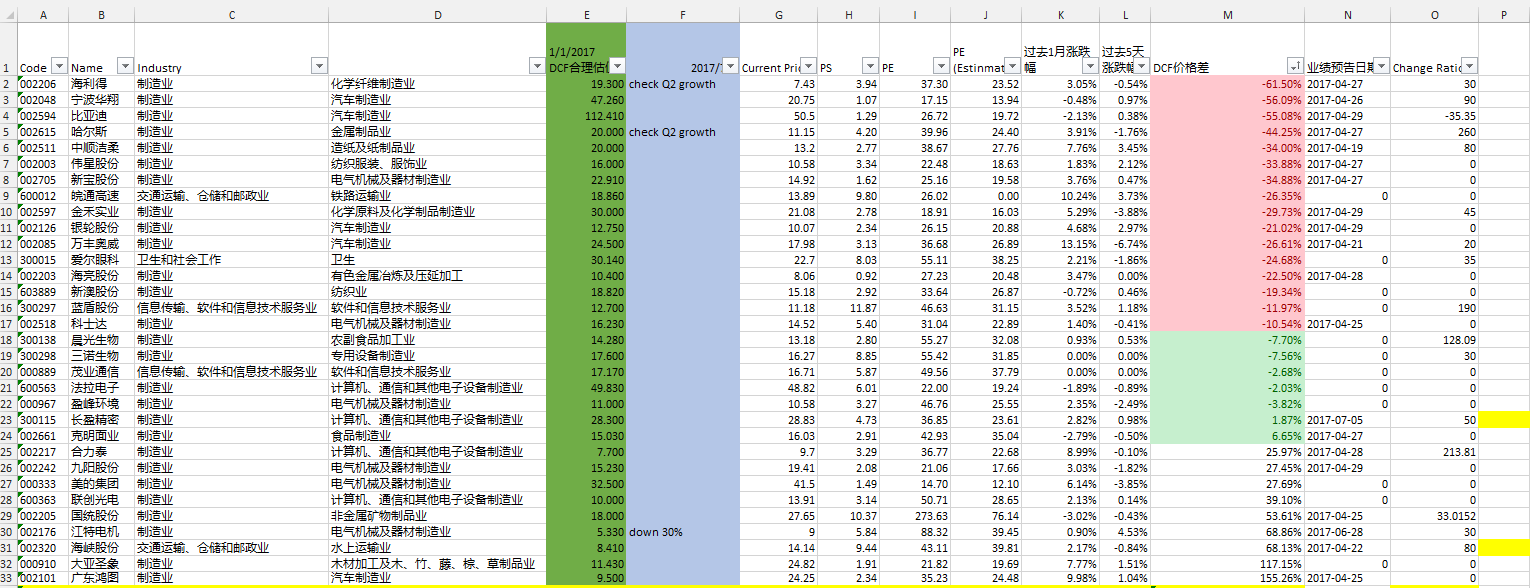 A B C D E F G H I J K L M N O P
1/1/2017 PE 过去1月涨跌 过去5天
1 Code Name Industry DCF合理估值 2017/ Current Pric PS PE (Estinmat 幅 涨跌幅 DCF价格差 业绩预告日期 Change Ratio
2 002206 海利得 制造业 化学纤维制造业 19.300 check Q2 growth 7.43 3.94 37.30 23.52 3.05% -0.54% -61.50% 2017-04-27 30
3 002048 宁波华翔 制造业 汽车制造业 47.260 20.75 1.07 17.15 13.94 -0.48% 0.97% -56.09% 2017-04-26 90
4 002594 比亚迪 制造业 汽车制造业 112.410 50.5 1.29 26.72 19.72 -2.13% 0.38% -55.08% 2017-04-29 -35.35
5 002615 哈尔斯 制造业 金属制品业 20.000 check Q2 growth 11.15 4.20 39.96 24.40 3.91% -1.76% -44.25% 2017-04-27 260
6 002511 中顺洁柔 制造业 造纸及纸制品业 20.000 13.2 2.77 38.67 27.76 7.76% 3.45% -34.00% 2017-04-19 80
7 002003 伟星股份 制造业 纺织服装、服饰业 16.000 10.58 3.34 22.48 18.63 1.83% 2.12% -33.88% 2017-04-27 0
8 002705 新宝股份 制造业 电气机械及器材制造业 22.910 14.92 1.62 25.16 19.58 3.76% 0.47% -34.88% 2017-04-27 0
9 600012 皖通高速 交通运输、仓储和邮政业 铁路运输业 18.860 13.89 9.80 26.02 0.00 10.24% 3.73% -26.35% 0 0
10 002597 金禾实业 制造业 化学原料及化学制品制造业 30.000 21.08 2.78 18.91 16.03 5.29% -3.88% -29.73% 2017-04-29 45
11 002126 银轮股份 制造业 汽车制造业 12.750 10.07 2.34 26.15 20.88 4.68% 2.97% -21.02% 2017-04-29 0
12 002085 万丰奥威 制造业 汽车制造业 24.500 17.98 3.13 36.68 26.89 13.15% -6.74% -26.61% 2017-04-21 20
13 300015 爱尔眼科 卫生和社会工作 卫生 30.140 22.7 8.03 55.11 38.25 2.21% -1.86% -24.68% 0 35
14 002203 海亮股份 制造业 有色金属冶炼及压延加工 10.400 8.06 0.92 27.23 20.48 3.47% 0.00% -22.50% 2017-04-28 0
15 603889 新澳股份 制造业 纺织业 18.820 15.18 2.92 33.64 26.87 -0.72% 0.46% -19.34% 0 0
16 300297 蓝盾股份 信息传输、软件和信息技术服务业 软件和信息技术服务业 12.700 11.18 11.87 46.63 31.15 3.52% 1.18% -11.97% 0 190
17 002518 科士达 制造业 电气机械及器材制造业 16.230 14.52 5.40 31.04 22.89 1.40% -0.41% -10.54% 2017-04-25 0
18 300138 晨光生物 制造业 农副食品加工业 14.280 13.18 2.80 55.27 32.08 0.93% 0.53% -7.70% 0 128.09
19 300298 三诺生物 制造业 专用设备制造业 17.600 16.27 8.85 55.42 31.85 0.00% 0.00% -7.56% 0 30
20 000889 茂业通信 信息传输、软件和信息技术服务业 软件和信息技术服务业 17.170 16.71 5.87 49.56 37.79 0.00% 0.00% -2.68% 0 0
21 600563 法拉电子 制造业 计算机、通信和其他电子设备制造业 49.830 48.82 6.01 22.00 19.24 -1.89% -0.89% -2.03% 0 0
22 000967 盈峰环境 制造业 电气机械及器材制造业 11.000 10.58 3.27 46.76 25.55 2.35% -2.49% -3.82% 0 0
23 300115 长盈精密 制造业 计算机、通信和其他电子设备制造业 28.300 28.83 4.73 36.85 23.61 2.82% 0.98% 1.87% 2017-07-05 50
24 002661 克明面业 制造业 食品制造业 15.030 16.03 2.91 42.93 35.04 -2.79% -0.50% 6.65% 2017-04-27 0
25 002217 合力泰 制造业 计算机、通信和其他电子设备制造业 7.700 9.7 3.29 36.77 22.68 8.99% -0.10% 25.97% 2017-04-28 213.81
26 002242 九阳股份 制造业 电气机械及器材制造业 15.230 19.41 2.08 21.06 17.66 3.03% -1.82% 27.45% 2017-04-29 0
27 000333 美的集团 制造业 电气机械及器材制造业 32.500 41.5 1.49 14.70 12.10 6.14% -3.85% 27.69% 0 0
28 600363 联创光电 制造业 计算机、通信和其他电子设备制造业 10.000 13.91 3.14 50.71 28.65 2.13% 0.14% 39.10% 0 0
29 002205 国统股份 制造业 非金属矿物制品业 18.000 27.65 10.37 273.63 76.14 -3.02% -0.43% 53.61% 2017-04-25 33.0152
30 002176 江特电机 制造业 电气机械及器材制造业 5.330 down 30% 9 5.84 88.32 39.45 0.90% 4.53% 68.86% 2017-06-28 30
31 002320 海峡股份 交通运输、仓储和邮政业 水上运输业 8.410 14.14 9.44 43.11 39.81 2.17% -0.84% 68.13% 2017-04-22 80
32 000910 大亚圣象 制造业 木材加工及木、竹、藤、棕、草制品业 11.430 24.82 1.91 21.82 19.69 7.77% 1.51% 117.15% 0 0
33 002101 广东鸿图 制造业 汽车制造业 9.500 24.25 2.34 35.23 24.48 9.98% 1.04% 155.26% 2017-04-25 0